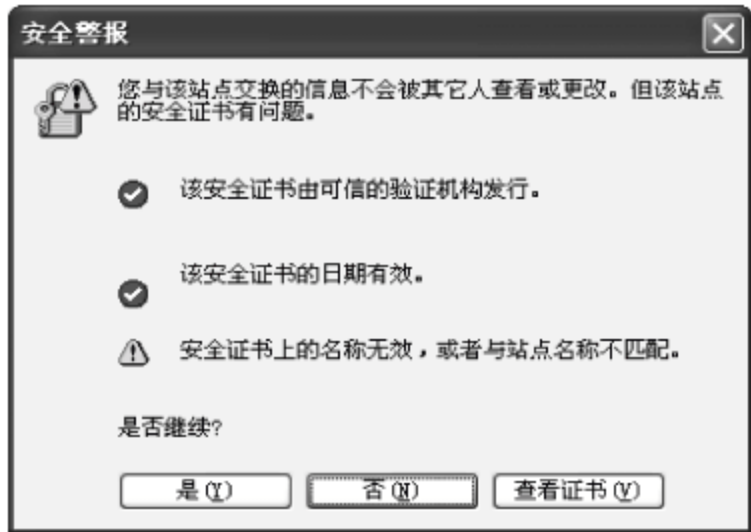 安全警报
您与该站点交换的信息不会被其它人查看或更改。但该站点
的安全证书有问题。
该安全证书由可信的验证机构发行。
该安全证书的日期有效。
安全证书上的名称无效，或者与站点名称不匹配。
是否继续?
是(Y)
否(N)
查看证书(V)